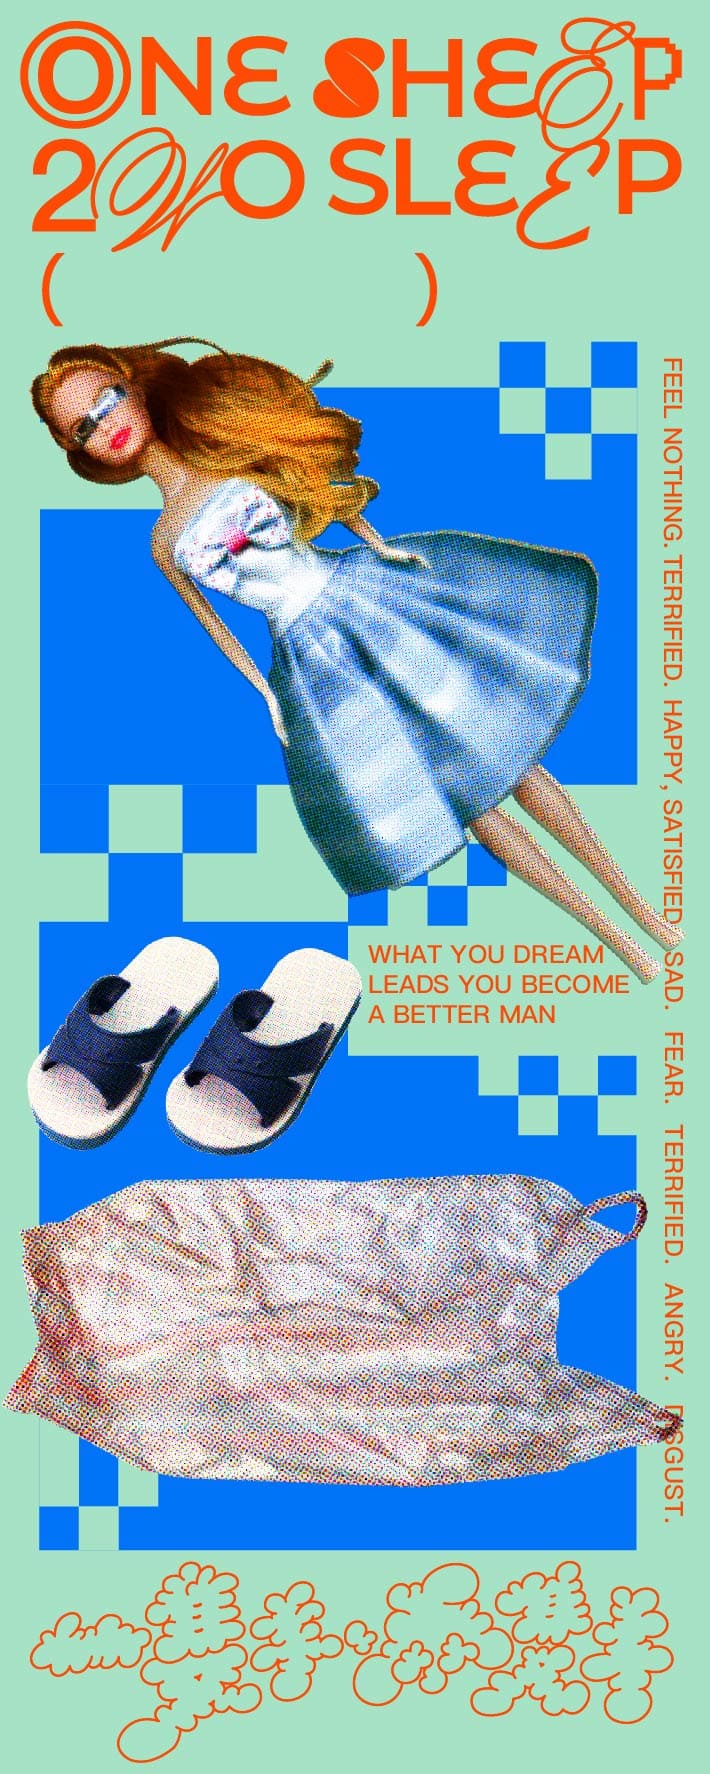 ONE SHEEP
2WO SLEEP
( )
FEEL NOTHING. TERRIFIED. HAPPY, SATISFIED SAD. FEAR. TERRIFIED. ANGRY. DISGUST.
WHAT YOU DREAM
LEADS YOU BECOME
A BETTER MAN